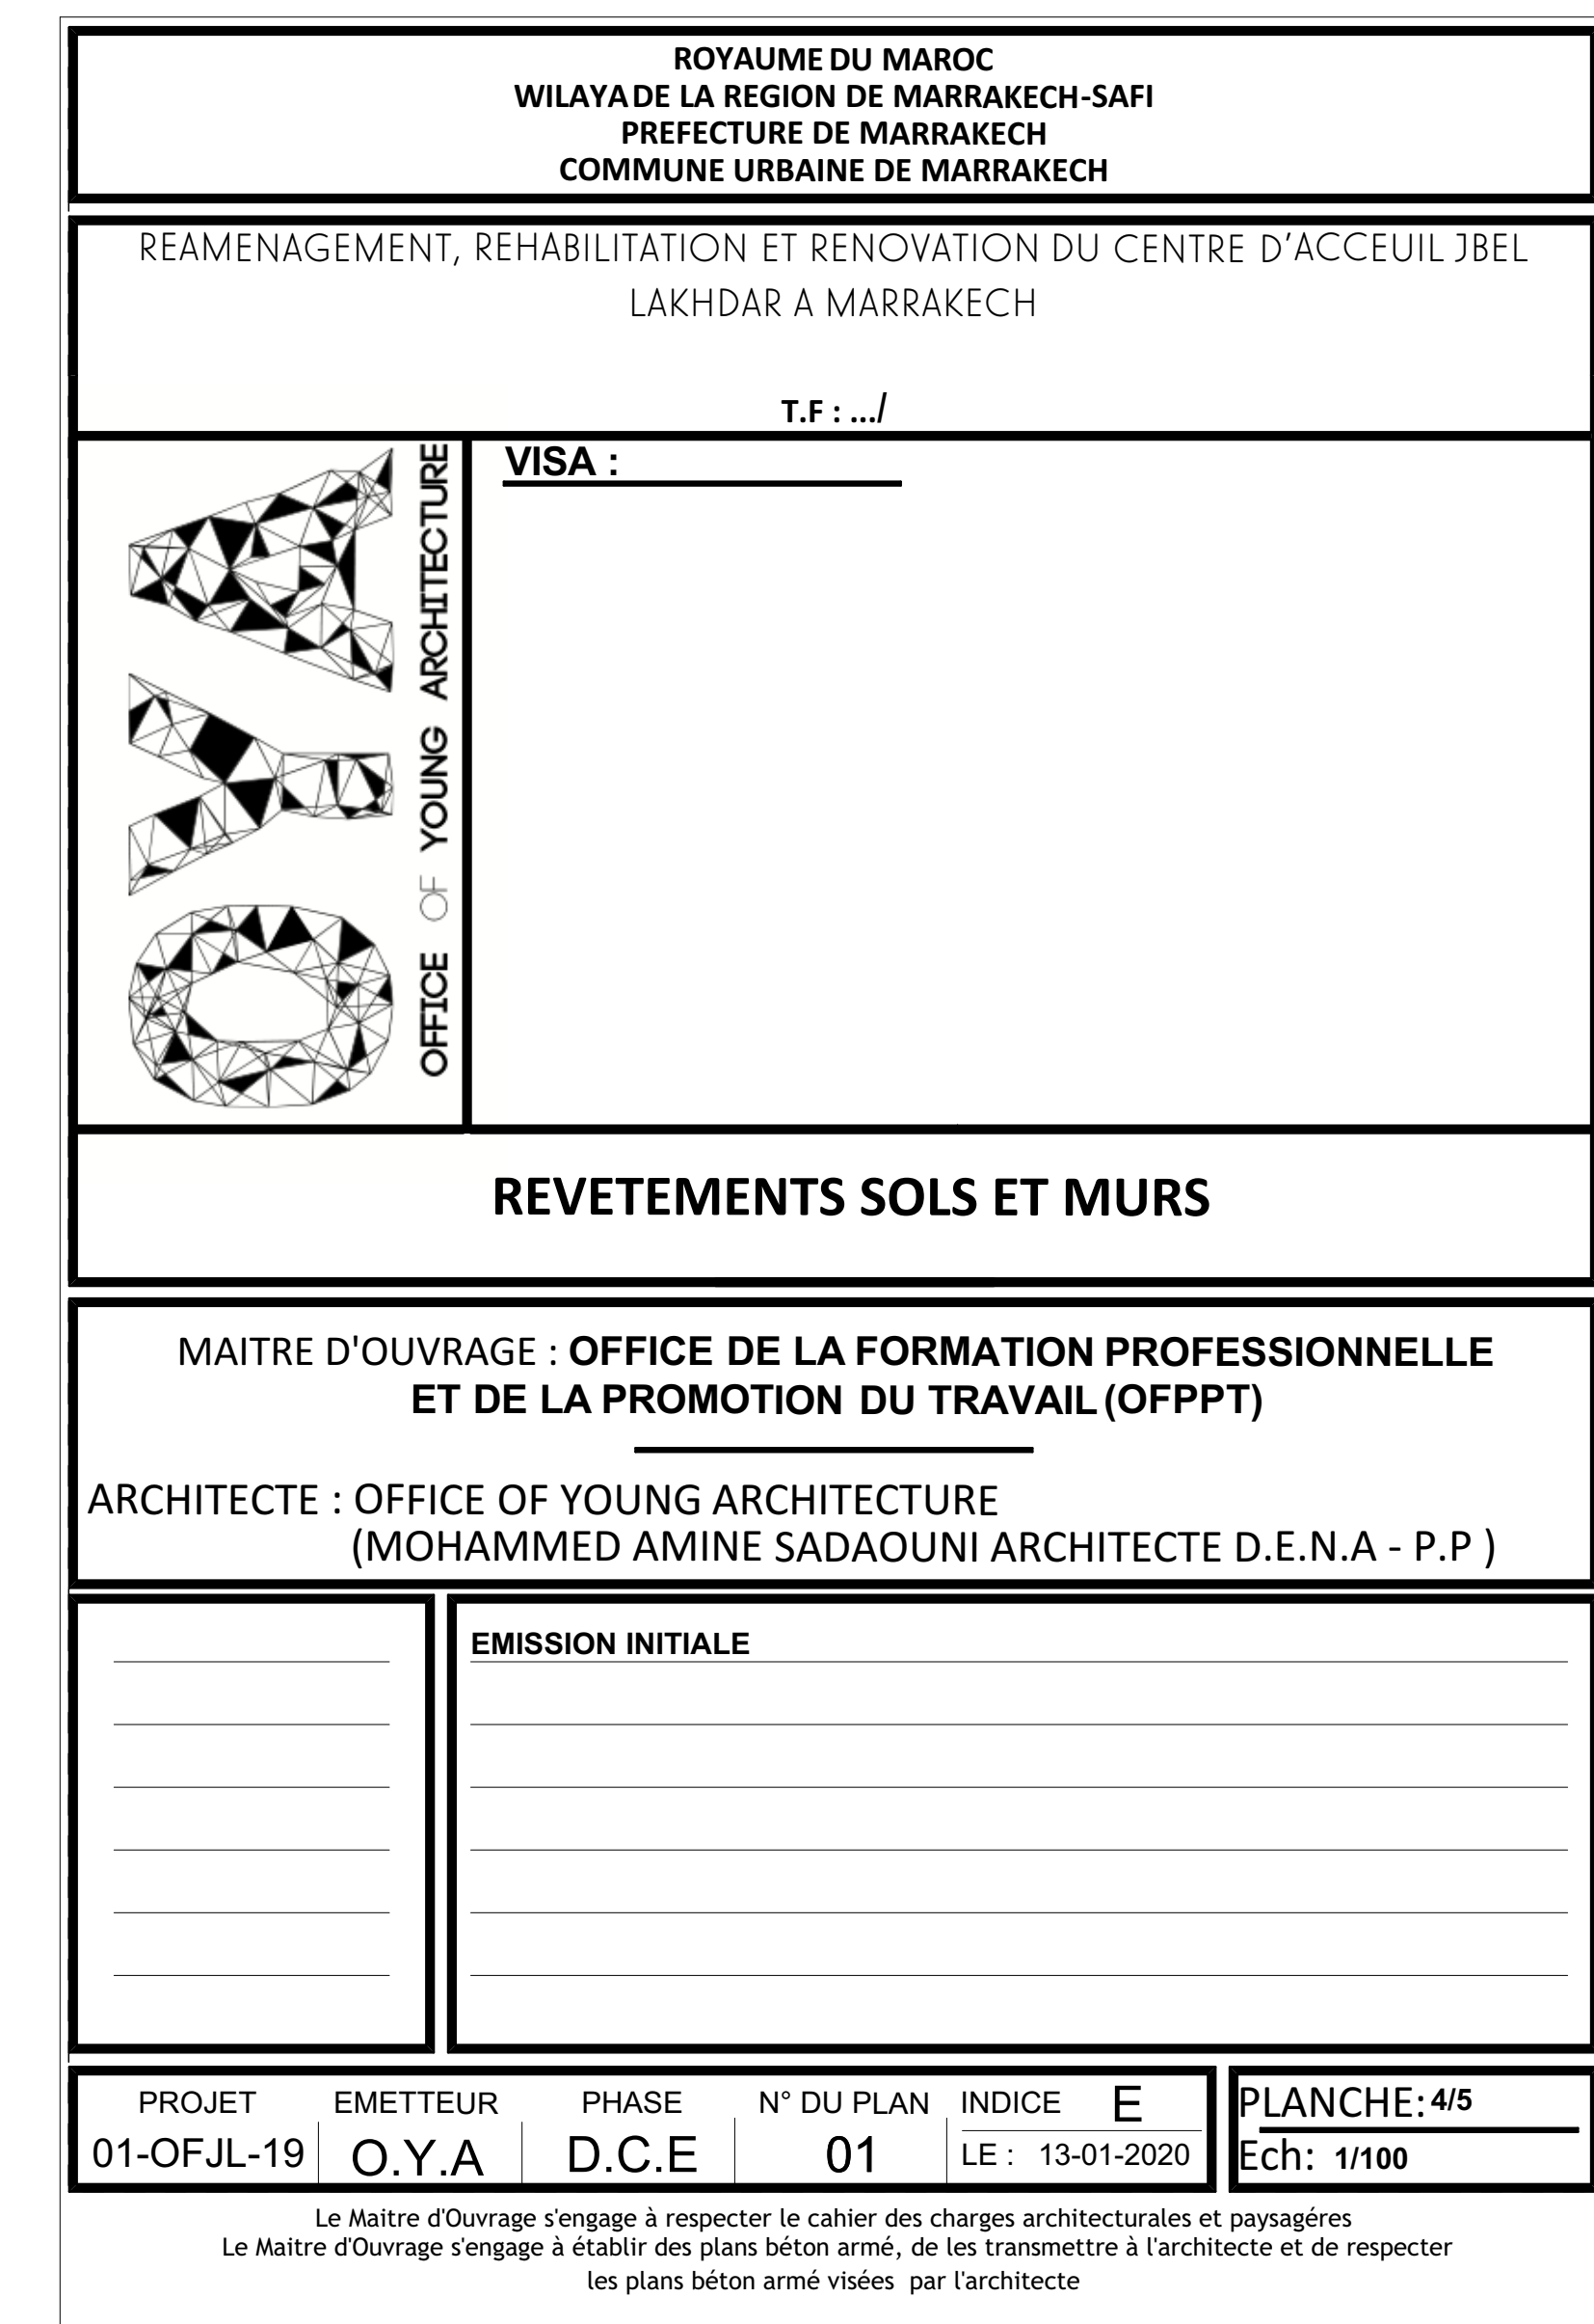 ROYAUME DU MAROC
WILAYA DE LA REGION DE MARRAKECH-SAFI
PREFECTURE DE MARRAKECH
COMMUNE URBAINE DE MARRAKECH
REAMENAGEMENT, REHABILITATION ET RENOVATION DU CENTRE D'ACCEUIL JBEL
LAKHDAR A MARRAKECH
T.F : .../
OYA
OFFICE OF YOUNG ARCHITECTURE
VISA :
REVETEMENTS SOLS ET MURS
MAITRE D'OUVRAGE : OFFICE DE LA FORMATION PROFESSIONNELLE
ET DE LA PROMOTION DU TRAVAIL (OFPPT)
ARCHITECTE : OFFICE OF YOUNG ARCHITECTURE
(MOHAMMED AMINE SADAOUNI ARCHITECTE D.E.N.A - P.P )
EMISSION INITIALE
PROJET EMETTEUR PHASE N° DU PLAN INDICE E
01-OFJL-19 O.Y.A D.C.E 01 LE : 13-01-2020
PLANCHE: 4/5
Ech: 1/100
Le Maitre d'Ouvrage s'engage à respecter le cahier des charges architecturales et paysagéres
Le Maitre d'Ouvrage s'engage à établir des plans béton armé, de les transmettre à l'architecte et de respecter
les plans béton armé visées par l'architecte